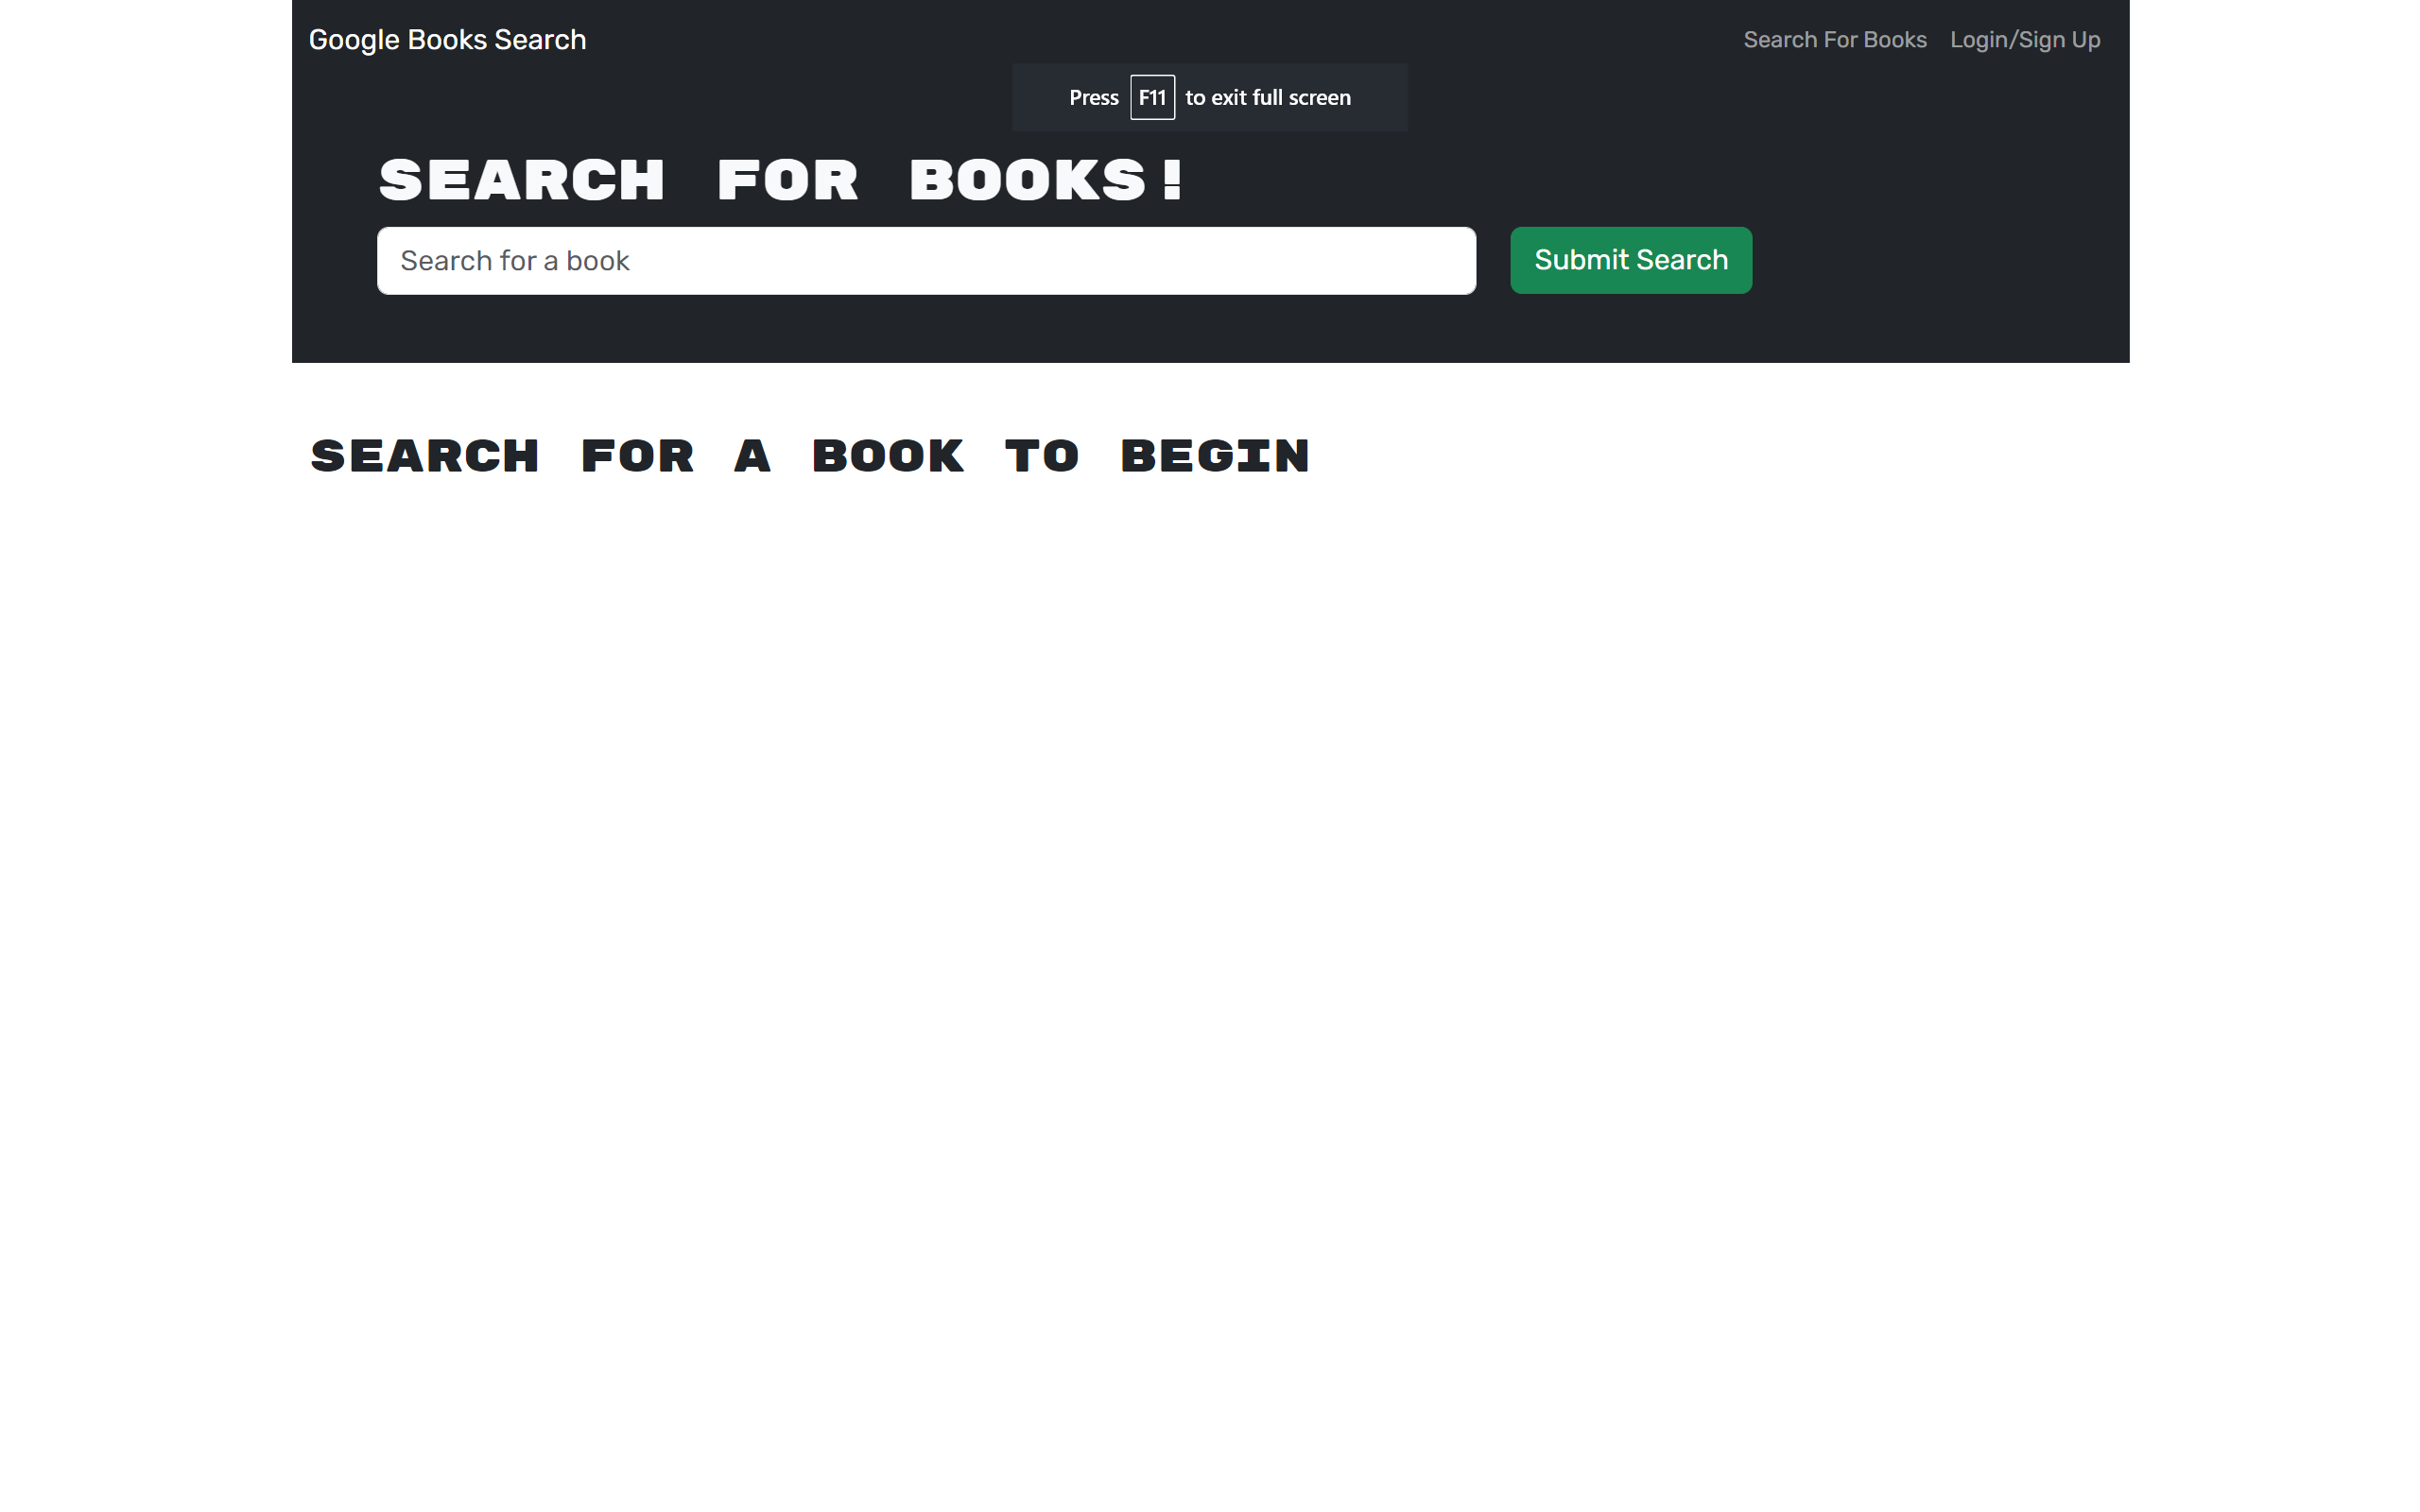 Google Books Search
Search For Books Login/Sign Up
Press F11 to exit full screen
SEARCH FOR BOOKS!
Search for a book
Submit Search
SEARCH FOR A BOOK TO BEGIN